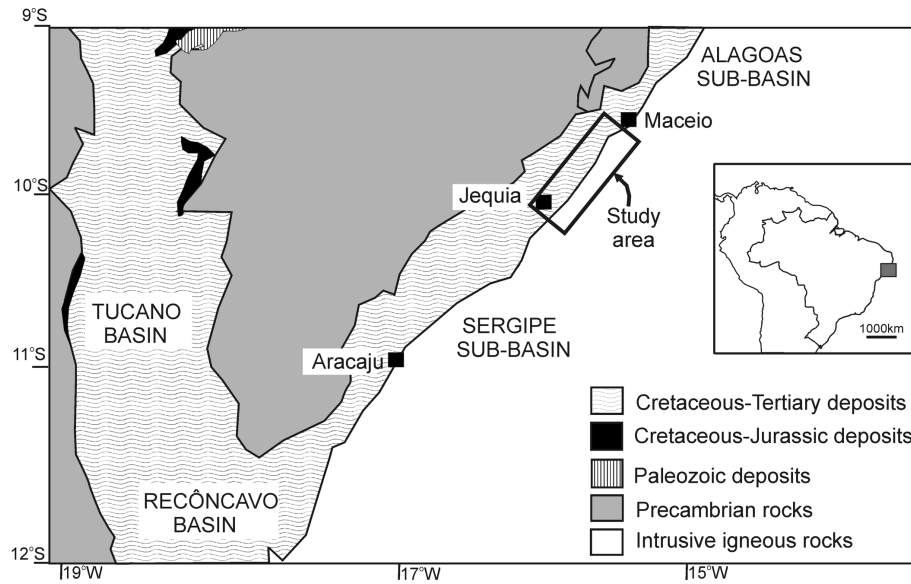 9°S
ALAGOAS
SUB-BASIN
Maceio
10°S
Jequia
Study
area
TUCANO
BASIN
SERGIPE
SUB-BASIN
1000km
11°S
Aracaju
Cretaceous-Tertiary deposits
Cretaceous-Jurassic deposits
Paleozoic deposits
RECÔNCAVO
BASIN
Precambrian rocks
Intrusive igneous rocks
12°S
19°W
17°W
15°W